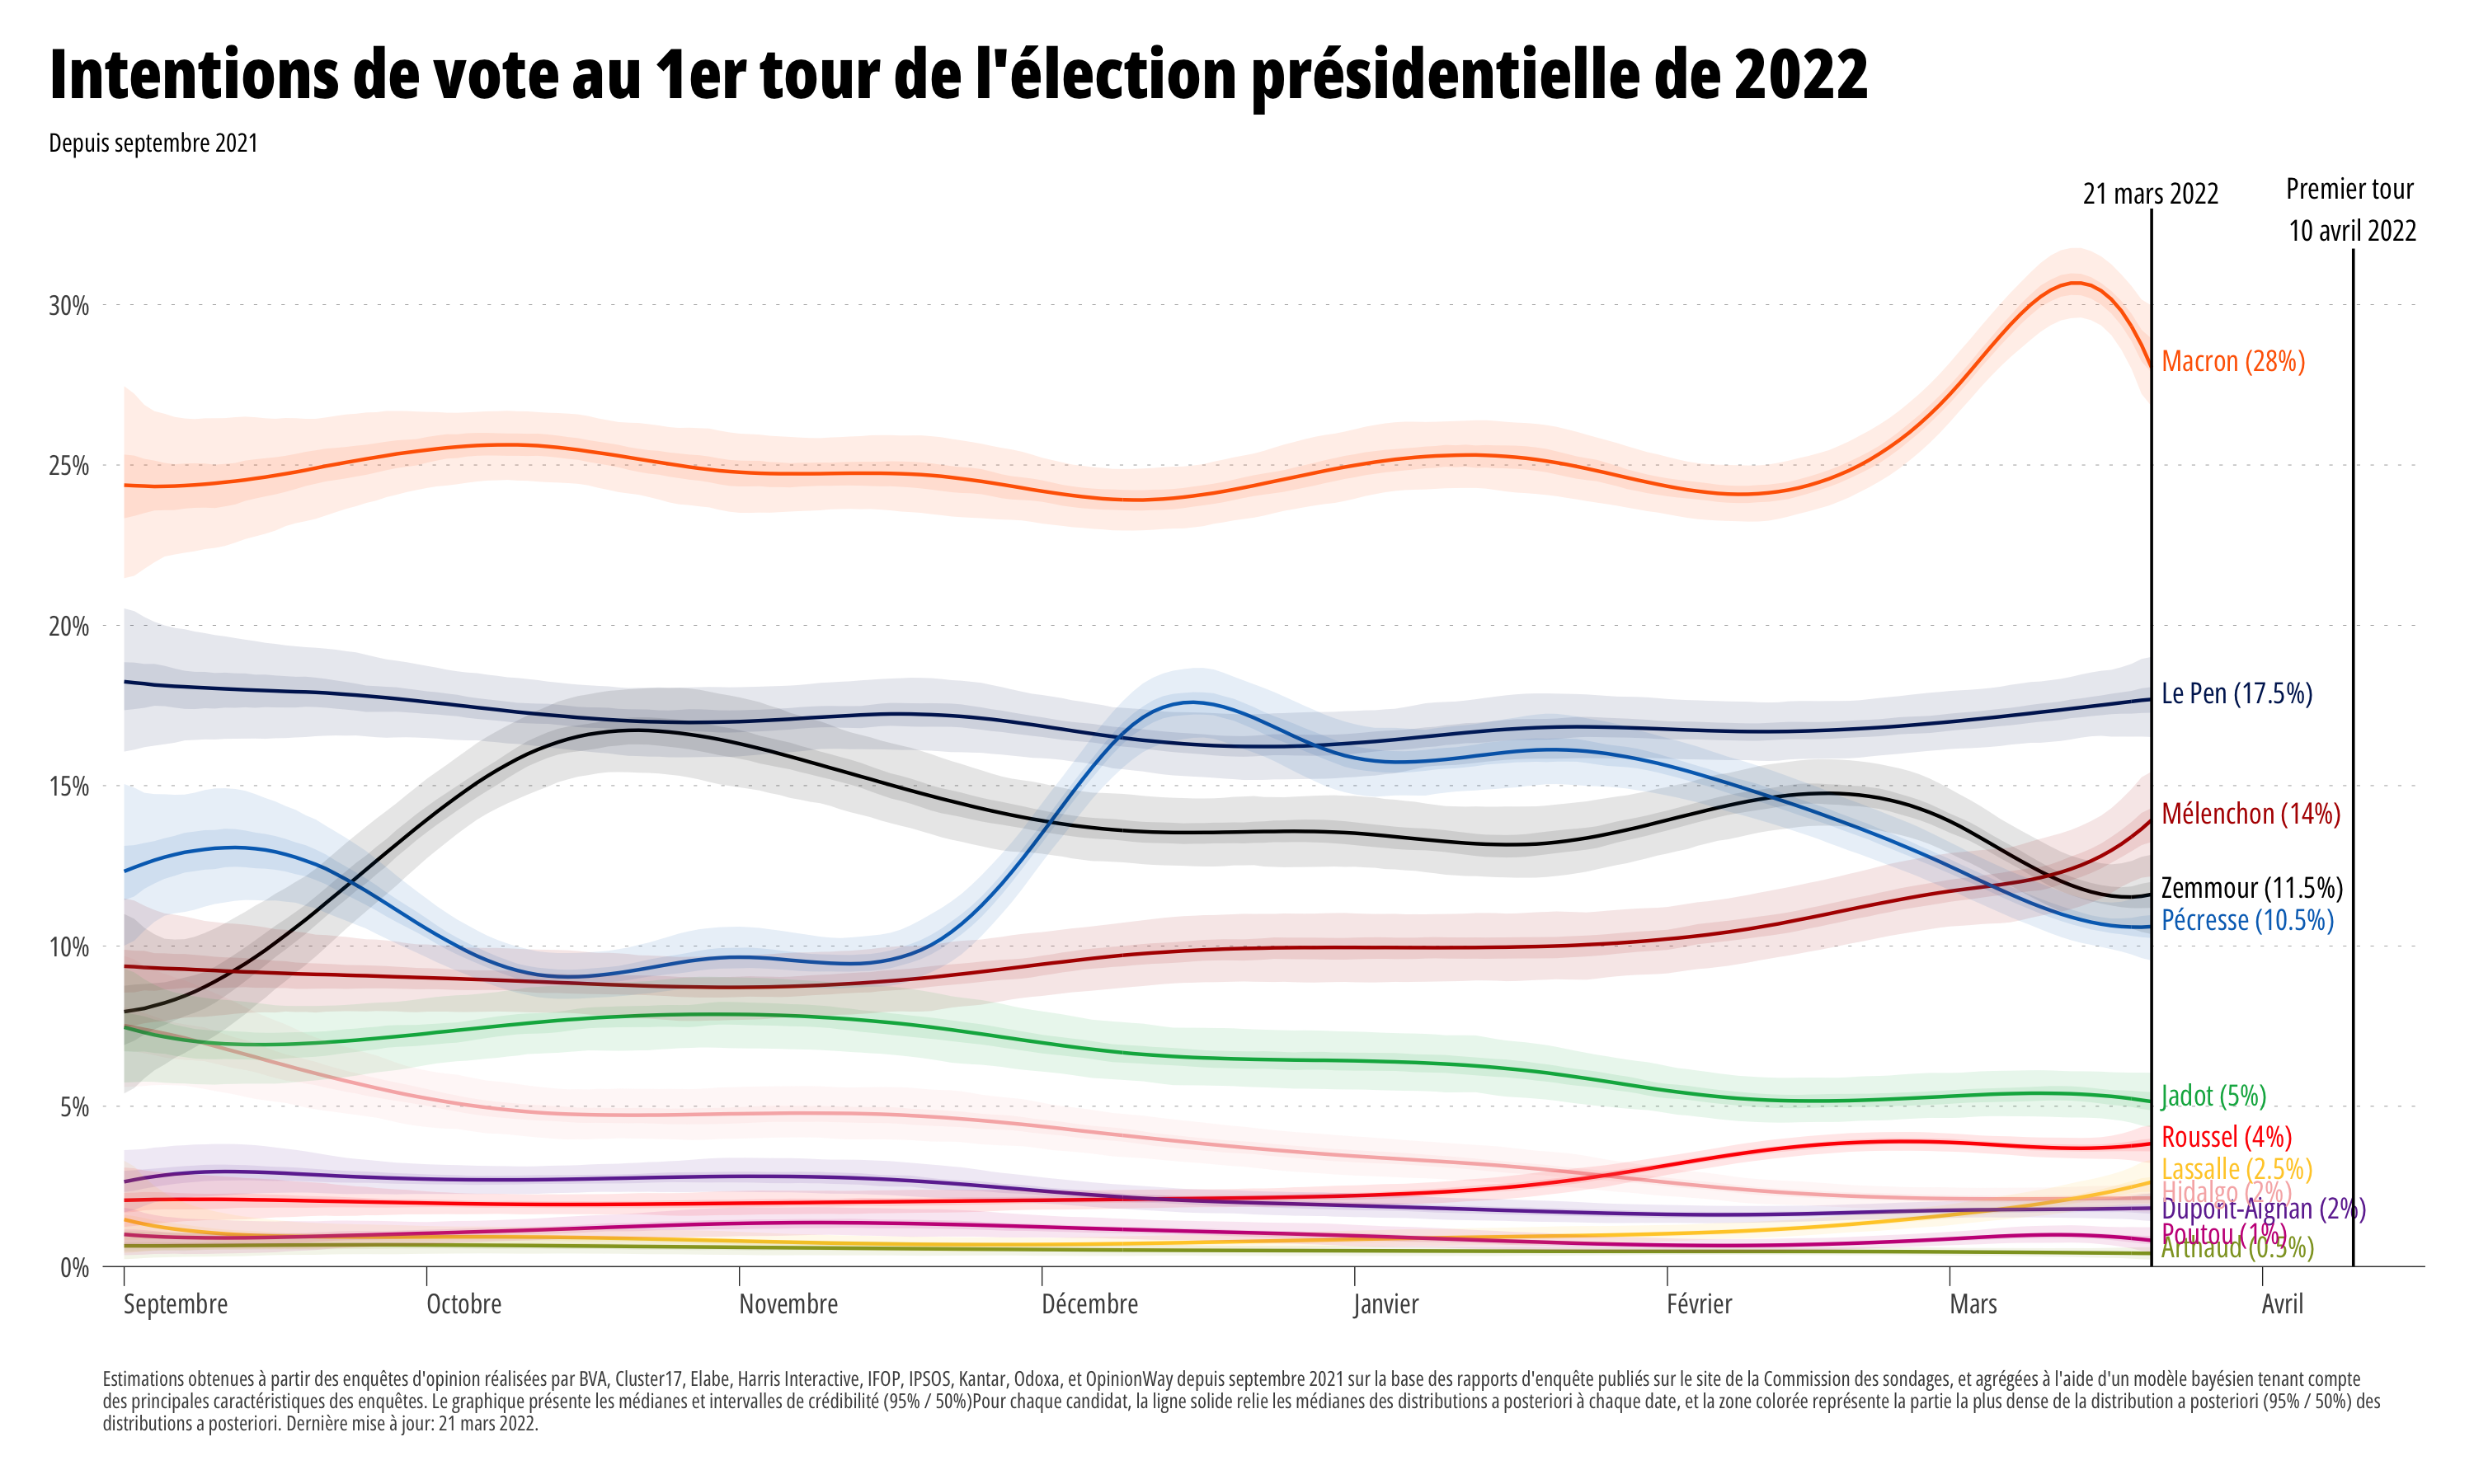 Intentions de vote au 1er tour de l'élection présidentielle de 2022
Depuis septembre 2021
21 mars 2022
Premier tour
10 avril 2022
30%
25%
20%
15%
10%
5%
0%
Macron (28%)
Le Pen (17.5%)
Mélenchon (14%)
Zemmour (11.5%)
Pécresse (10.5%)
Jadot (5%)
Roussel (4%)
Lassalle (2.5%)
Hidalgo (2%)
Dupont-Aignan (2%)
Poutou (1%)
Arthaud (0.5%)
Septembre
Octobre
Novembre
Décembre
Janvier
Février
Mars
Avril
Estimations obtenues à partir des enquêtes d'opinion réalisées par BVA, Cluster17, Elabe, Harris Interactive, IFOP, IPSOS, Kantar, Odoxa, et OpinionWay depuis septembre 2021 sur la base des rapports d'enquête publiés sur le site de la Commission des sondages, et agrégées à l'aide d'un modèle bayésien tenant compte
des principales caractéristiques des enquêtes. Le graphique présente les médianes et intervalles de crédibilité (95% / 50%)Pour chaque candidat, la ligne solide relie les médianes des distributions a posteriori à chaque date, et la zone colorée représente la partie la plus dense de la distribution a posteriori (95% / 50%) des
distributions a posteriori. Dernière mise à jour: 21 mars 2022.